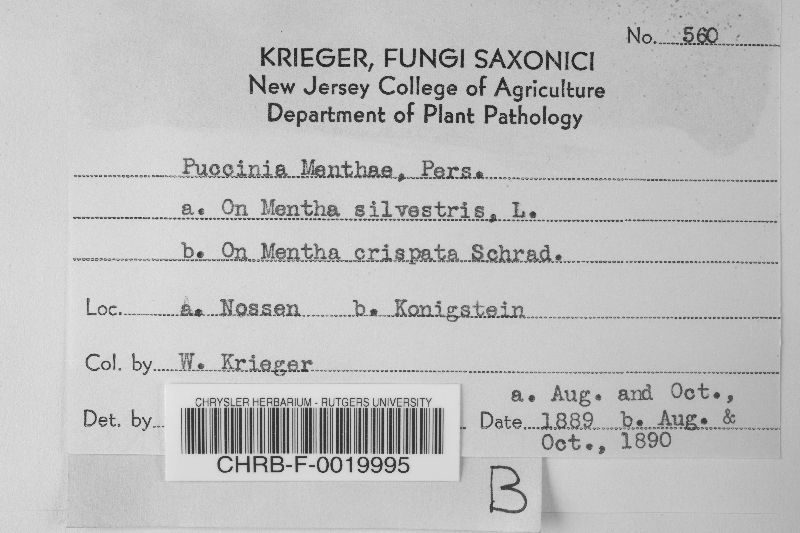 No. 560
KRIEGER, FUNGI SAXONICI
New Jersey College of Agriculture
Department of Plant Pathology
Puccinia Menthae, Pers.
a. On Mentha silvestris, L.
b. On Mentha crispata Schrad.
Loc. a. Nossen b. Konigstein
Col. by W. Krieger
Det. by
Date a. Aug. and Oct.,
1889 b. Aug. &
Oct., 1890
CHRYSLER HERBARIUM - RUTGERS UNIVERSITY
CHRB-F-0019995
B